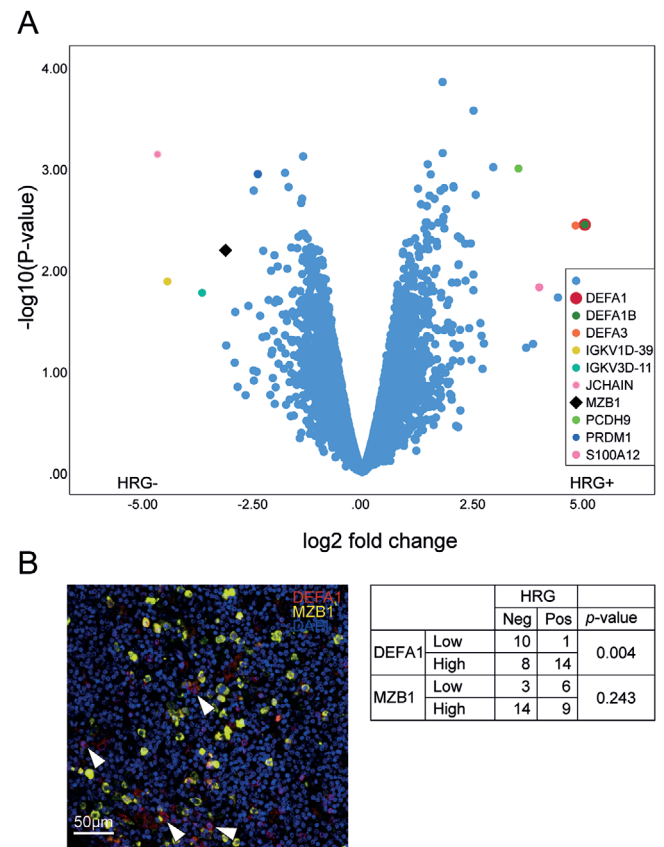 A
4.00
3.00
2.00
1.00
.00
-log10(P-value)
HRG-
HRG+
-5.00
-2.50
.00
2.50
5.00
log2 fold change
DEFA1
DEFA1B
DEFA3
IGKV1D-39
IGKV3D-11
JCHAIN
MZB1
PCDH9
PRDM1
S100A12
B
DEFA1
MZB1
DAPI
50μm
HRG
Neg Pos p-value
DEFA1 Low 10 1 0.004
High 8 14
MZB1 Low 3 6 0.243
High 14 9